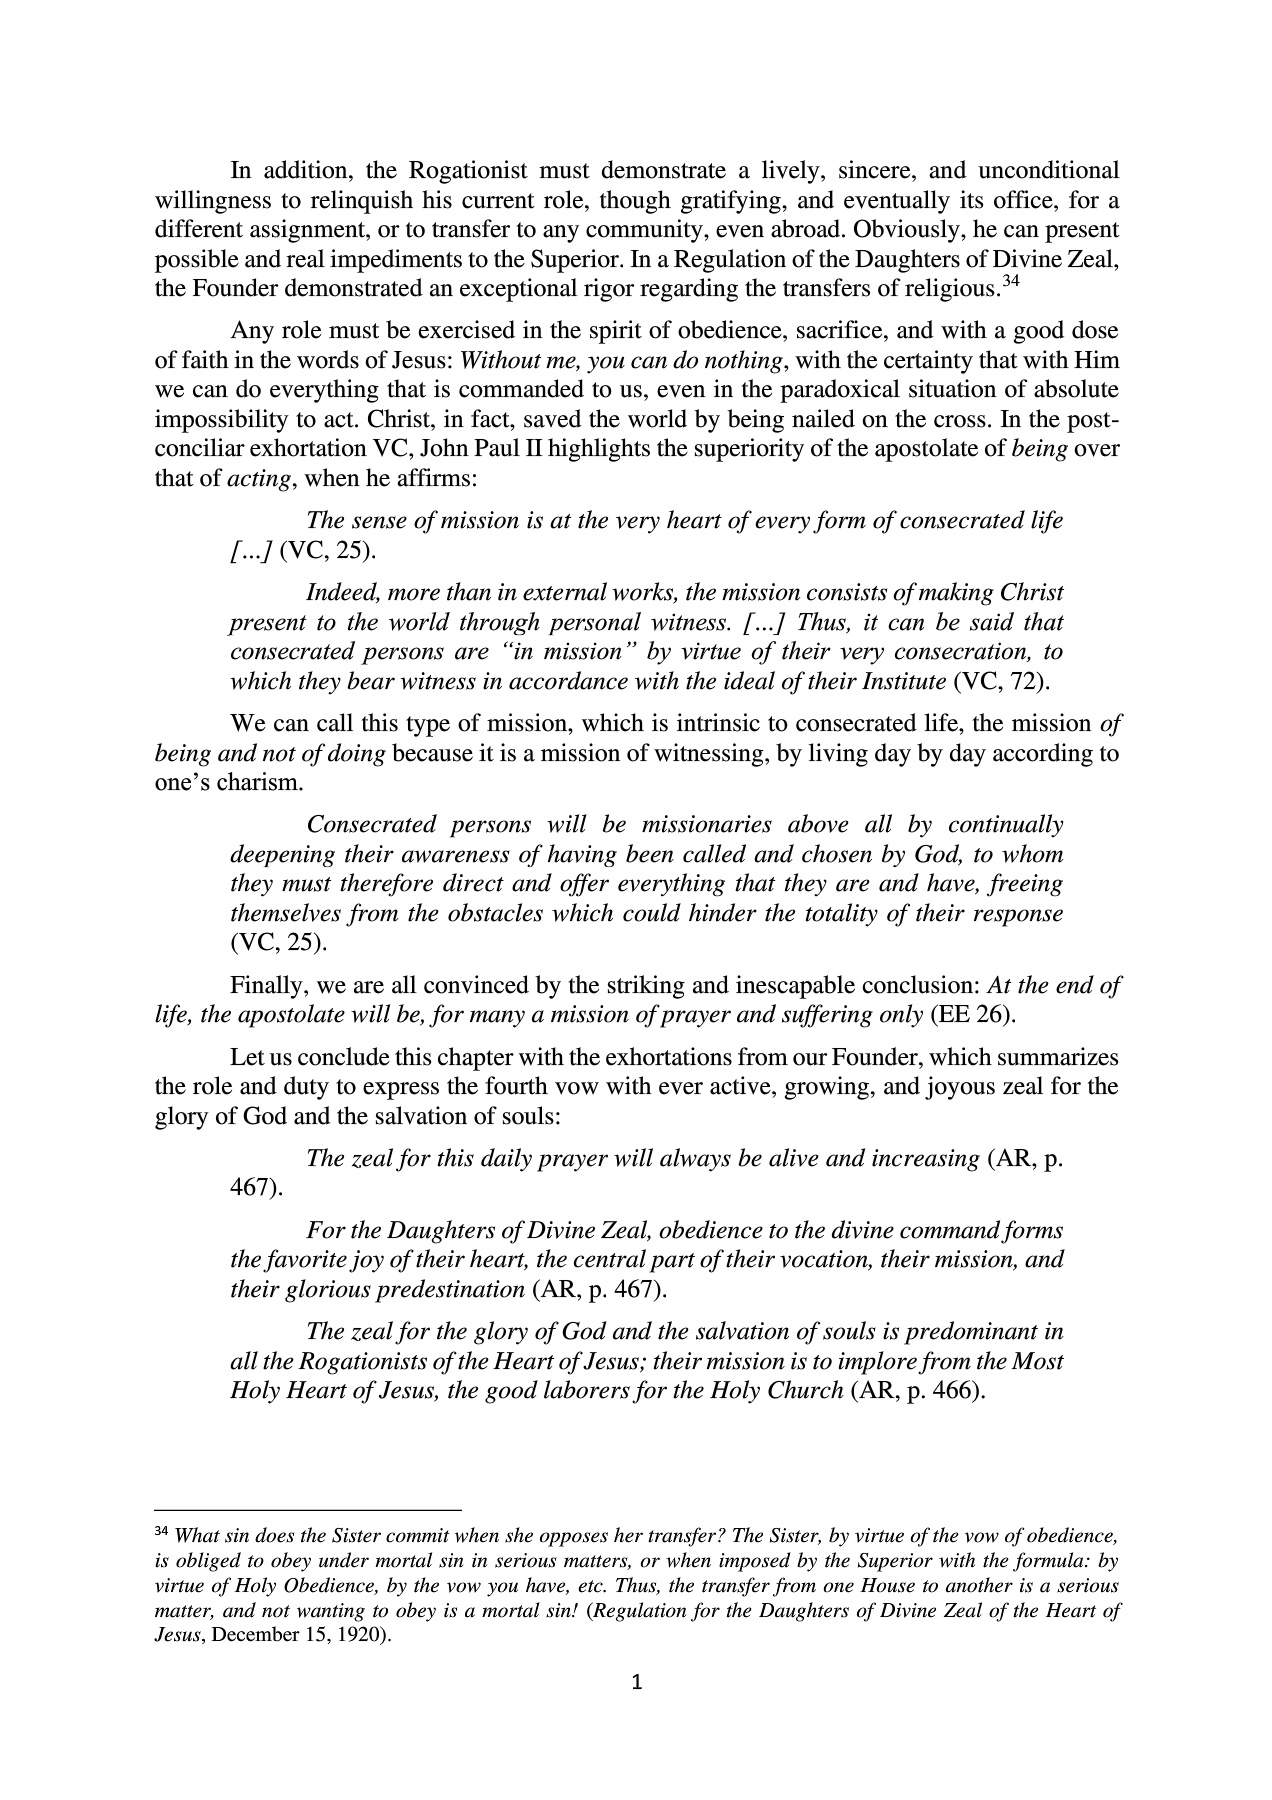 In addition, the Rogationist must demonstrate a lively, sincere, and unconditional
willingness to relinquish his current role, though gratifying, and eventually its office, for a
different assignment, or to transfer to any community, even abroad. Obviously, he can present
possible and real impediments to the Superior. In a Regulation of the Daughters of Divine Zeal,
the Founder demonstrated an exceptional rigor regarding the transfers of religious.34
Any role must be exercised in the spirit of obedience, sacrifice, and with a good dose
of faith in the words of Jesus: Without me, you can do nothing, with the certainty that with Him
we can do everything that is commanded to us, even in the paradoxical situation of absolute
impossibility to act. Christ, in fact, saved the world by being nailed on the cross. In the post-
conciliar exhortation VC, John Paul II highlights the superiority of the apostolate of being over
that of acting, when he affirms:
The sense of mission is at the very heart of every form of consecrated life
[...] (VC, 25).
Indeed, more than in external works, the mission consists of making Christ
present to the world through personal witness. [...] Thus, it can be said that
consecrated persons are “in mission” by virtue of their very consecration, to
which they bear witness in accordance with the ideal of their Institute (VC, 72).
We can call this type of mission, which is intrinsic to consecrated life, the mission of
being and not of doing because it is a mission of witnessing, by living day by day according to
one’s charism.
Consecrated persons will be missionaries above all by continually
deepening their awareness of having been called and chosen by God, to whom
they must therefore direct and offer everything that they are and have, freeing
themselves from the obstacles which could hinder the totality of their response
(VC, 25).
Finally, we are all convinced by the striking and inescapable conclusion: At the end of
life, the apostolate will be, for many a mission of prayer and suffering only (EE 26).
Let us conclude this chapter with the exhortations from our Founder, which summarizes
the role and duty to express the fourth vow with ever active, growing, and joyous zeal for the
glory of God and the salvation of souls:
The zeal for this daily prayer will always be alive and increasing (AR, p.
467).
For the Daughters of Divine Zeal, obedience to the divine command forms
the favorite joy of their heart, the central part of their vocation, their mission, and
their glorious predestination (AR, p. 467).
The zeal for the glory of God and the salvation of souls is predominant in
all the Rogationists of the Heart of Jesus; their mission is to implore from the Most
Holy Heart of Jesus, the good laborers for the Holy Church (AR, p. 466).
34 What sin does the Sister commit when she opposes her transfer? The Sister, by virtue of the vow of obedience,
is obliged to obey under mortal sin in serious matters, or when imposed by the Superior with the formula: by
virtue of Holy Obedience, by the vow you have, etc. Thus, the transfer from one House to another is a serious
matter, and not wanting to obey is a mortal sin! (Regulation for the Daughters of Divine Zeal of the Heart of
Jesus, December 15, 1920).
1